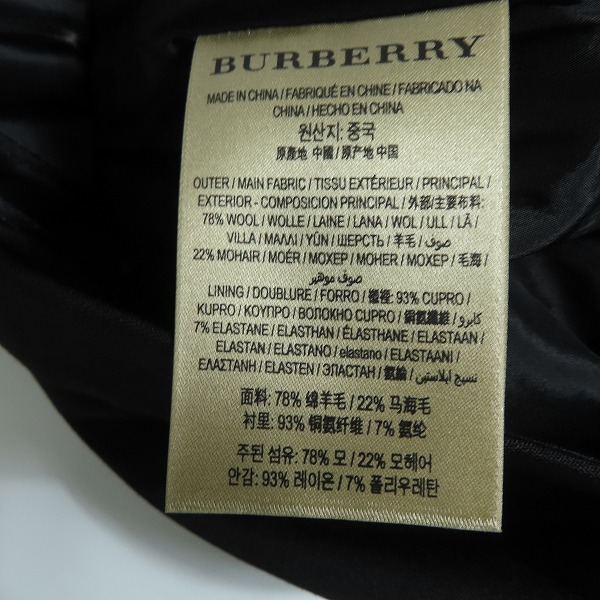 BURBERRY
MADE IN CHINA / FABRIQUÉ EN CHINE / FABRICADO NA
CHINA / HECHO EN CHINA
원산지: 중국
原產地 中國 / 原产地 中国
OUTER / MAIN FABRIC / TISSU EXTÉRIEUR / PRINCIPAL /
EXTERIOR - COMPOSICIÓN PRINCIPAL / 外部/主要布料:
78% WOOL / WOLLE / LAINE / LANA / WOL / ULL / LÃ /
VILLA / ΜΑΛΛΙ / YÜN / ШЕРСТЬ / 羊毛 / صوف
22% MOHAIR / MOÉR / MOXEP / MOHER / MOXEP / 毛海 /
صوف موهير
LINING / DOUBLURE / FORRO / 裡裡: 93% CUPRO /
KUPRO / ΚΟΥΠΡΟ / ВОЛОКНО CUPRO / 銅氨纖維 / كابرو
7% ELASTANE / ELASTHAN / ÉLASTHANE / ELASTAAN /
ELASTAN / ELASTANO / elastano / ELASTAANI /
ΕΛΑΣΤΑΝΗ / ELASTEN / ЭЛАСТАН / 氨綸 / نسيج ايلاستين
面料: 78% 绵羊毛 / 22% 马海毛
衬里: 93% 铜氨纤维 / 7% 氨纶
주된 섬유: 78% 모 / 22% 모헤어
안감: 93% 레이온 / 7% 폴리우레탄